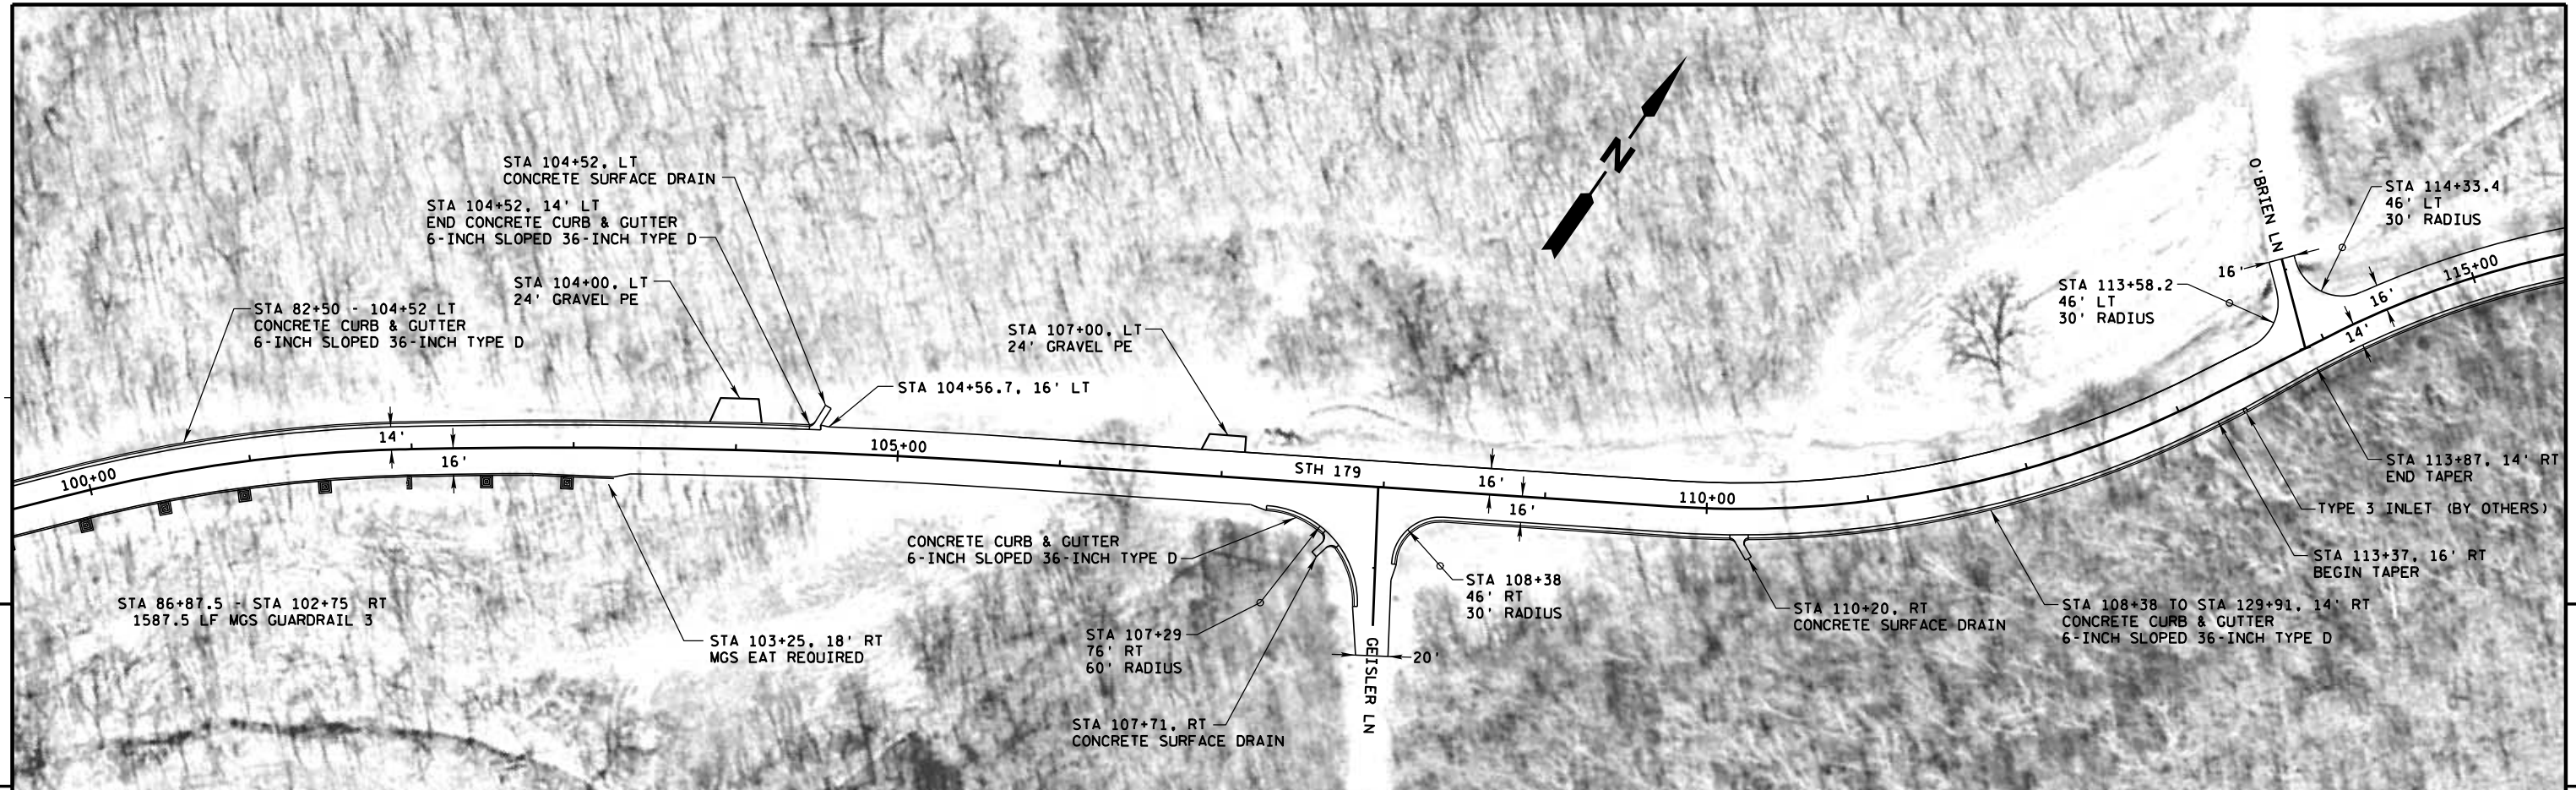 STA 104+52, LT
CONCRETE SURFACE DRAIN
STA 104+52, 14' LT
END CONCRETE CURB & GUTTER
6-INCH SLOPED 36-INCH TYPE D
STA 104+00, LT
24' GRAVEL PE
STA 82+50 - 104+52 LT
CONCRETE CURB & GUTTER
6-INCH SLOPED 36-INCH TYPE D
STA 107+00, LT
24' GRAVEL PE
STA 104+56.7, 16' LT
N
O'BRIEN LN
STA 114+33.4
46' LT
30' RADIUS
STA 113+58.2
46' LT
30' RADIUS
16'
16'
115+00
14'
14'
16'
100+00
105+00
STH 179
16'
16'
110+00
STA 113+87, 14' RT
END TAPER
TYPE 3 INLET (BY OTHERS)
STA 113+37, 16' RT
BEGIN TAPER
CONCRETE CURB & GUTTER
6-INCH SLOPED 36-INCH TYPE D
STA 86+87.5 - STA 102+75 RT
1587.5 LF MGS GUARDRAIL 3
STA 103+25, 18' RT
MGS EAT REQUIRED
STA 107+29
76' RT
60' RADIUS
STA 107+71, RT
CONCRETE SURFACE DRAIN
GEISLER LN
20'
STA 108+38
46' RT
30' RADIUS
STA 110+20, RT
CONCRETE SURFACE DRAIN
STA 108+38 TO STA 129+91, 14' RT
CONCRETE CURB & GUTTER
6-INCH SLOPED 36-INCH TYPE D